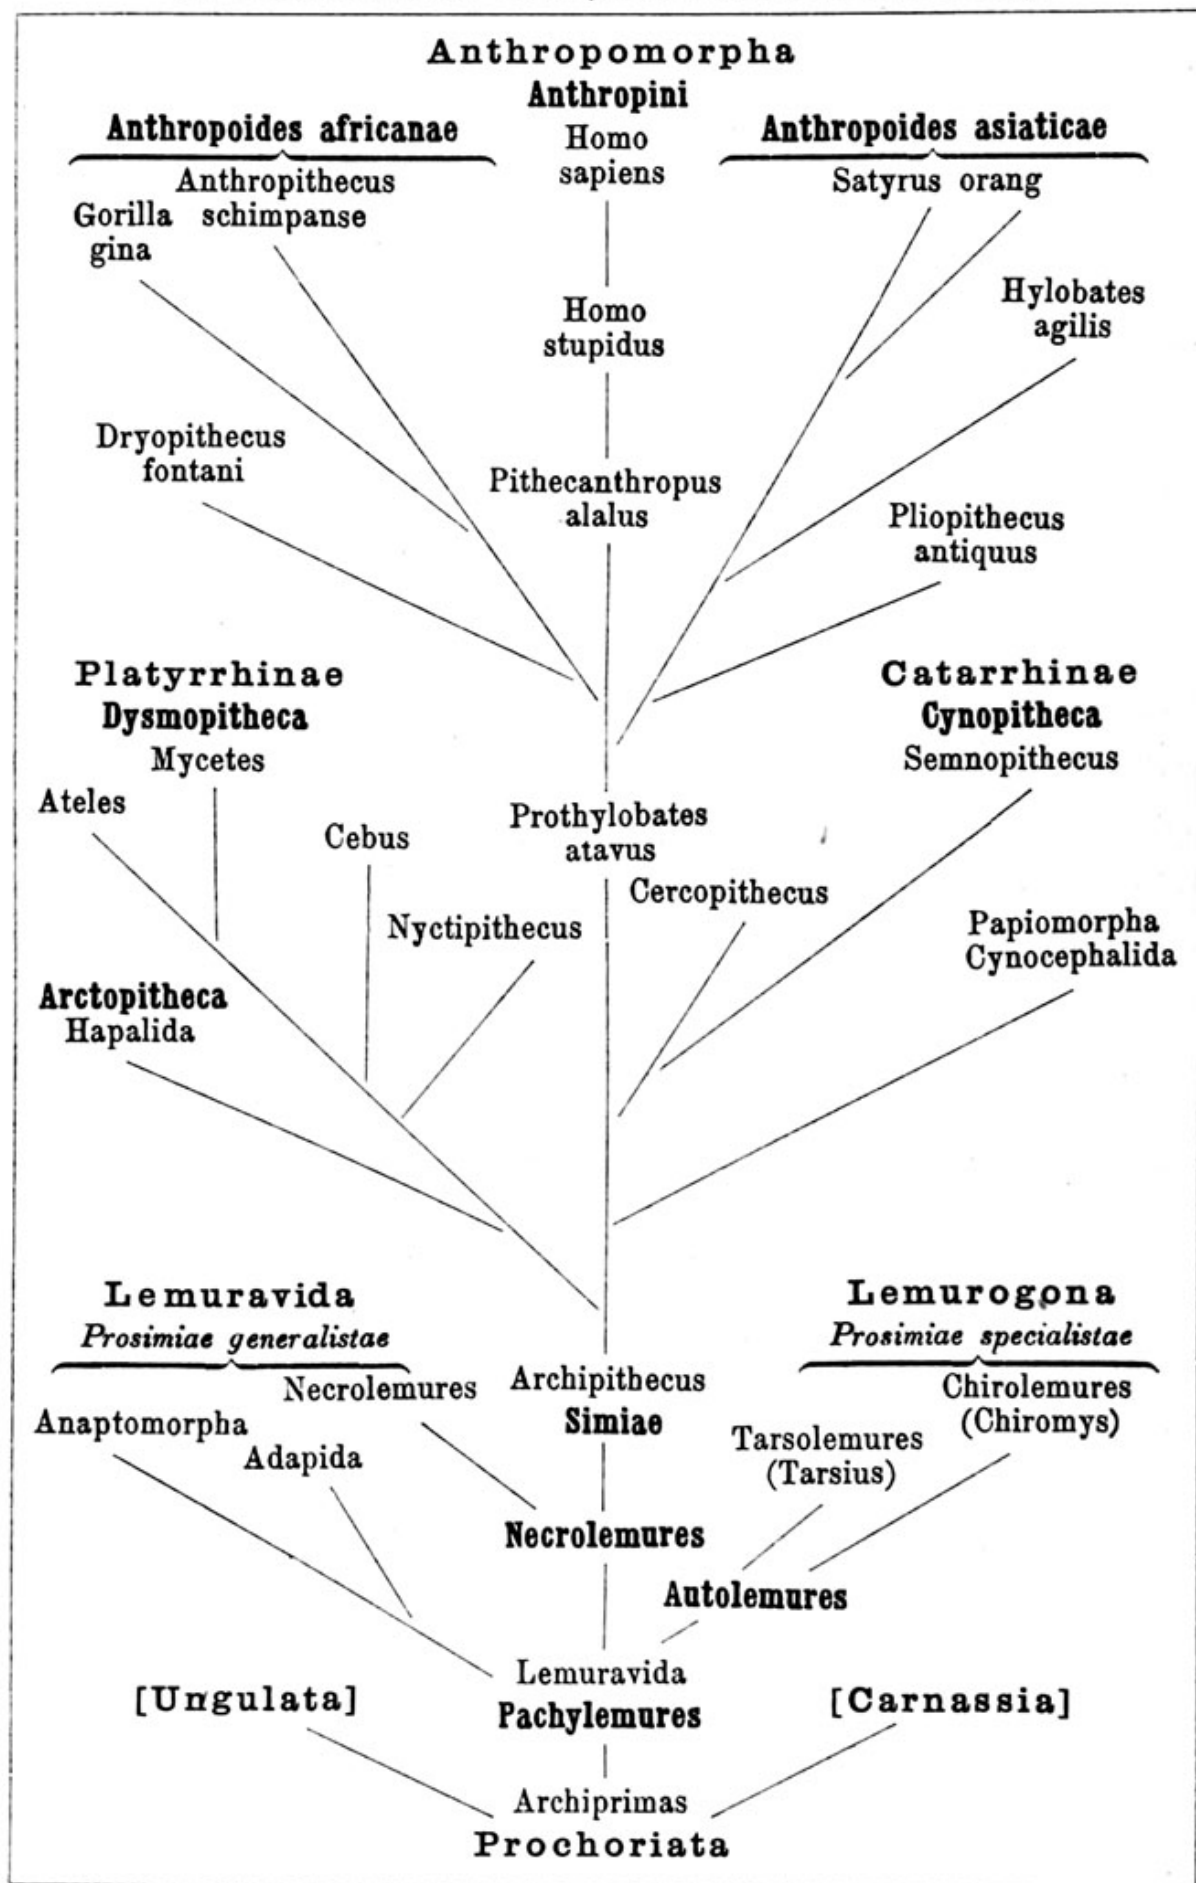 Anthropomorpha
Anthropini
Anthropoides africanae
Homo
sapiens
Anthropoides asiaticae
Anthropithecus
schimpanse
Gorilla
gina
Satyrus orang
Homo
stupidus
Hylobates
agilis
Dryopithecus
fontani
Pithecanthropus
alalus
Pliopithecus
antiquus
Platyrrhinae
Dysmopitheca
Mycetes
Catarrhinae
Cynopitheca
Semnopithecus
Ateles
Cebus
Prothylobates
atavus
Nyctipithecus
Cercopithecus
Papiomorpha
Cynocephalida
Arctopitheca
Hapalida
Lemuravida
Prosimiae generalistae
Lemurogona
Prosimiae specialistae
Necrolemures
Anaptomorpha
Adapida
Archipithecus
Simiae
Tarsolemures
(Tarsius)
Chirolemures
(Chiromys)
Necrolemures
Autolemures
Lemuravida
Pachylemures
[Ungulata]
[Carnassia]
Archiprimas
Prochoriata